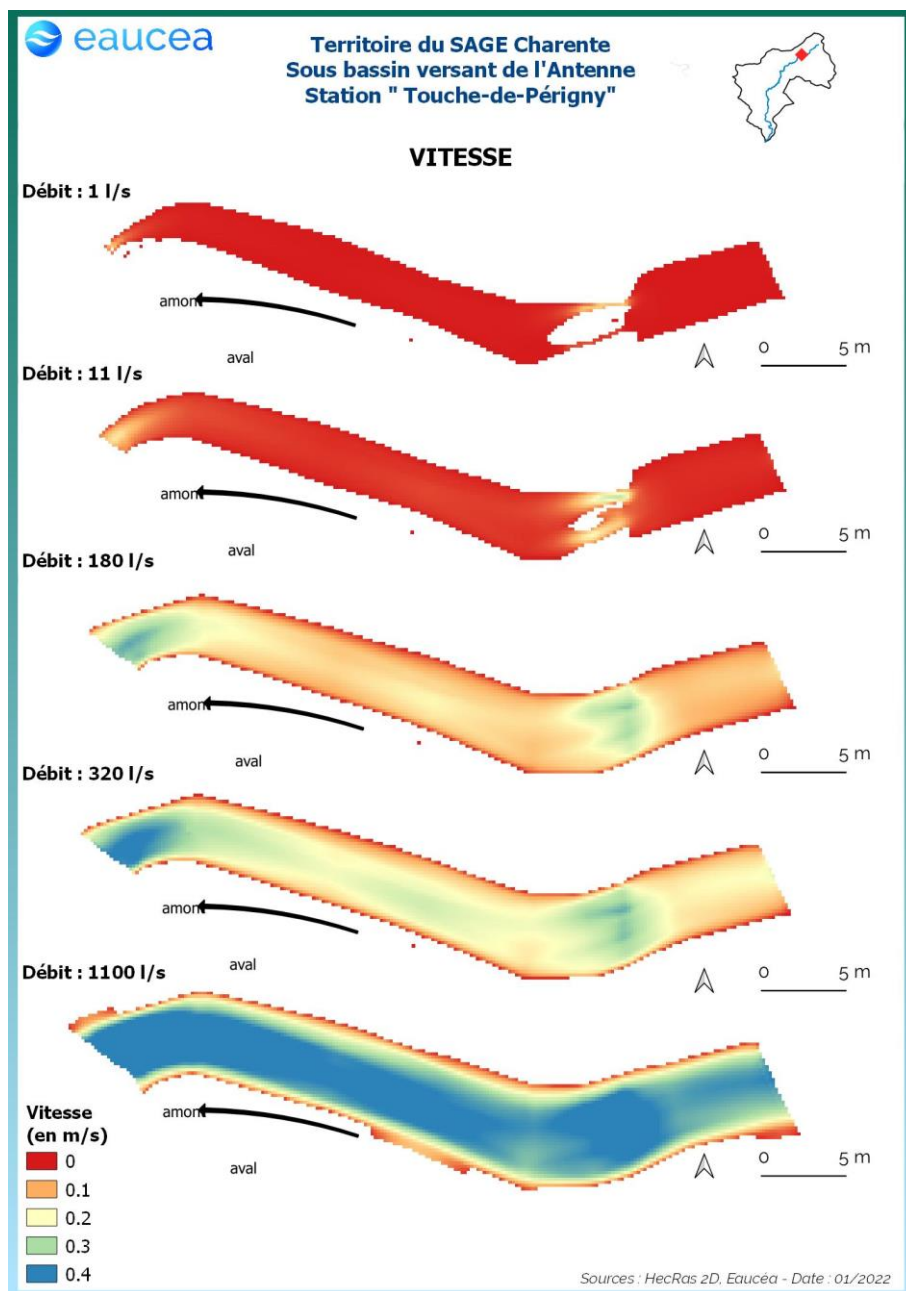 eaucea
Territoire du SAGE Charente
Sous bassin versant de l'Antenne
Station " Touche-de-Périgny"
VITESSE
Débit : 1 l/s
amont
aval
0 5 m
Débit : 11 l/s
amont
aval
0 5 m
Débit : 180 l/s
amont
aval
0 5 m
Débit : 320 l/s
amont
aval
0 5 m
Débit : 1100 l/s
amont
aval
0 5 m
Vitesse
(en m/s)
0
0.1
0.2
0.3
0.4
Sources : HecRas 2D, Eaucéa - Date : 01/2022